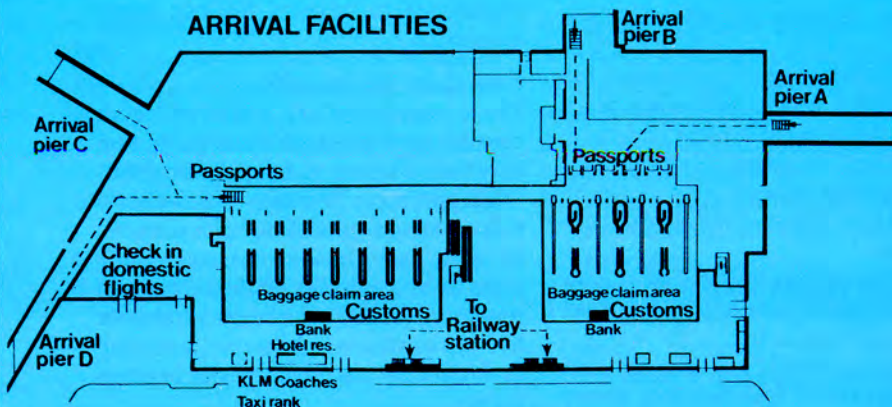 ARRIVAL FACILITIES
Arrival
pier B
Arrival
pier A
Arrival
pier C
Passports
Passports
Check in
domestic
flights
Baggage claim area
Customs
Bank
Hotel res.
To
Railway
station
Baggage claim area
Customs
Bank
Arrival
pier D
KLM Coaches
Taxi rank